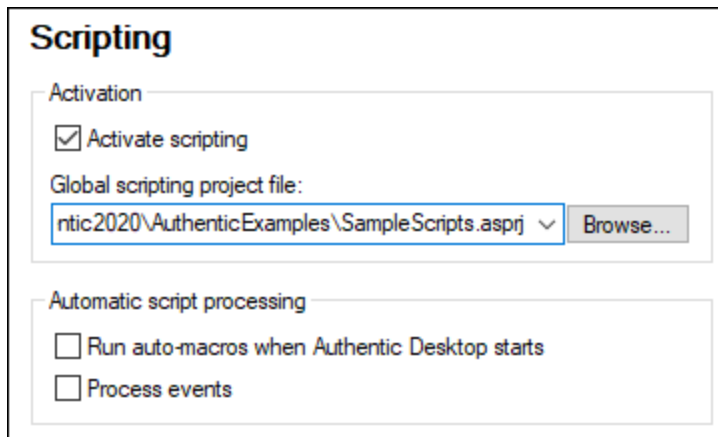 Scripting
Activation
Activate scripting
Global scripting project file:
ntic2020\AuthenticExamples\SampleScripts.asprj
Browse...
Automatic script processing
Run auto-macros when Authentic Desktop starts
Process events